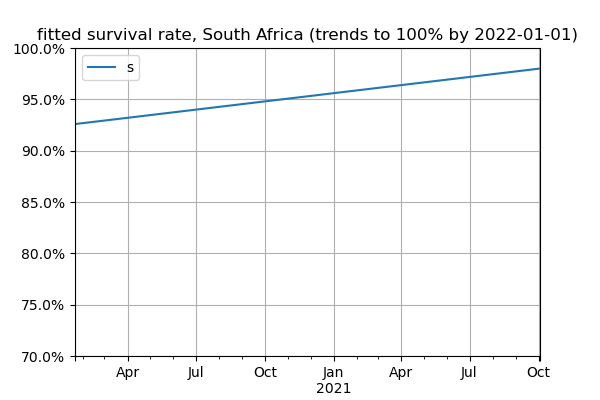 fitted survival rate, South Africa (trends to 100% by 2022-01-01)
100.0%
s
95.0%
90.0%
85.0%
80.0%
75.0%
70.0%
Apr Jul Oct Jan Apr Jul Oct
2021